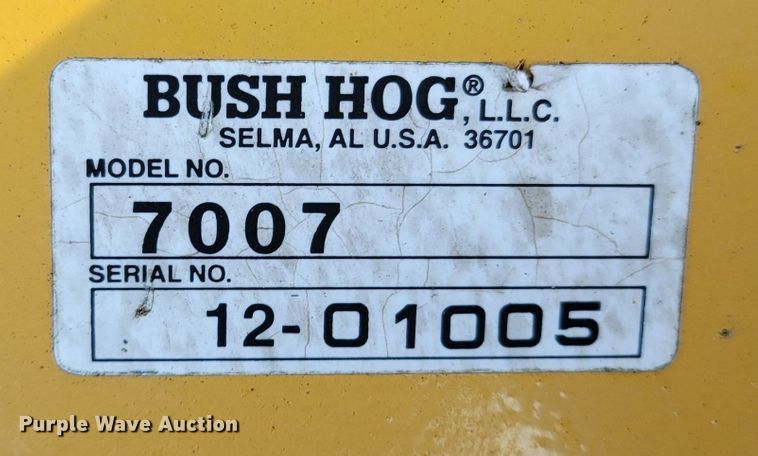 BUSH HOG®, L.L.C.
SELMA, AL U.S.A. 36701
MODEL NO.
7007
SERIAL NO.
12-01005
Purple Wave Auction